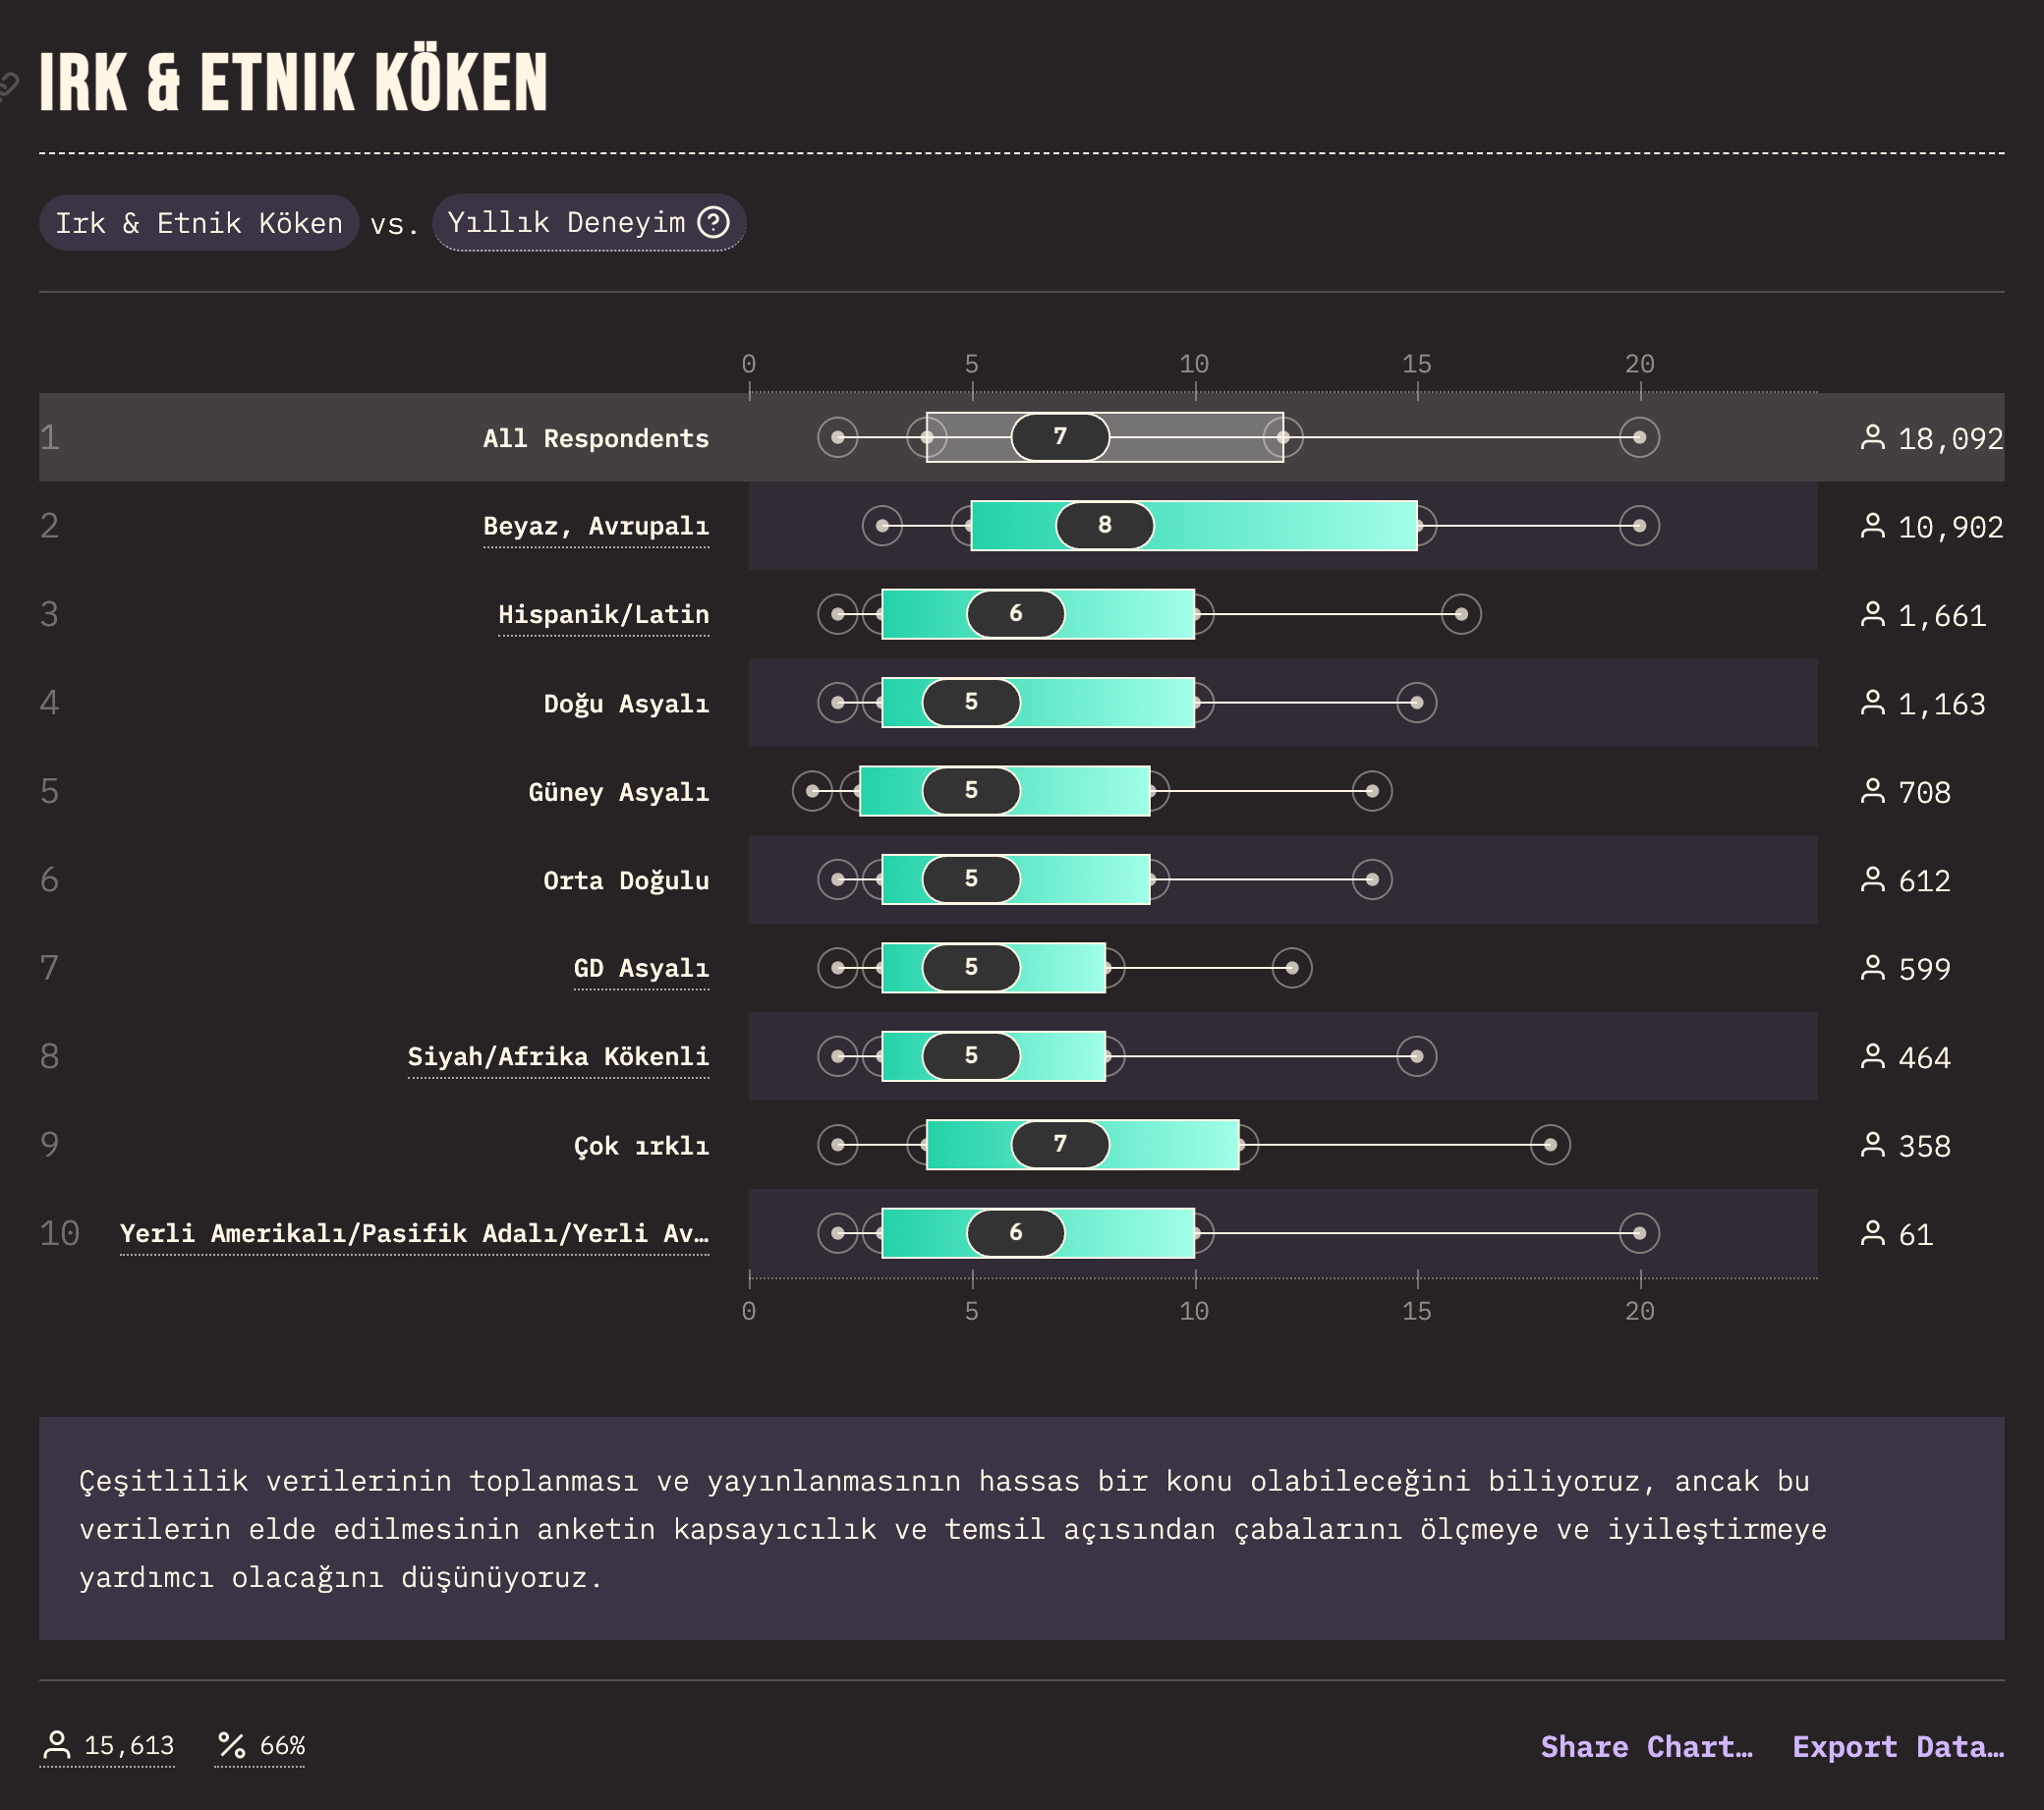 IRK & ETNIK KÖKEN
Irk & Etnik Köken vs. Yıllık Deneyim ?
0 5 10 15 20
1 All Respondents 7 18,092
2 Beyaz, Avrupalı 8 10,902
3 Hispanik/Latin 6 1,661
4 Doğu Asyalı 5 1,163
5 Güney Asyalı 5 708
6 Orta Doğulu 5 612
7 GD Asyalı 5 599
8 Siyah/Afrika Kökenli 5 464
9 Çok ırklı 7 358
10 Yerli Amerikalı/Pasifik Adalı/Yerli Av… 6 61
0 5 10 15 20
Çeşitlilik verilerinin toplanması ve yayınlanmasının hassas bir konu olabileceğini biliyoruz, ancak bu
verilerin elde edilmesinin anketin kapsayıcılık ve temsil açısından çabalarını ölçmeye ve iyileştirmeye
yardımcı olacağını düşünüyoruz.
15,613 % 66% Share Chart… Export Data…